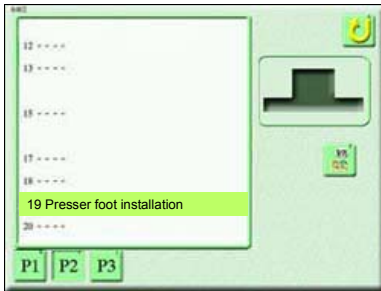 12 - - - -
13 - - - -
15 - - - -
17 - - - -
18 - - - -
19 Presser foot installation
20 - - - -
P1 P2 P3